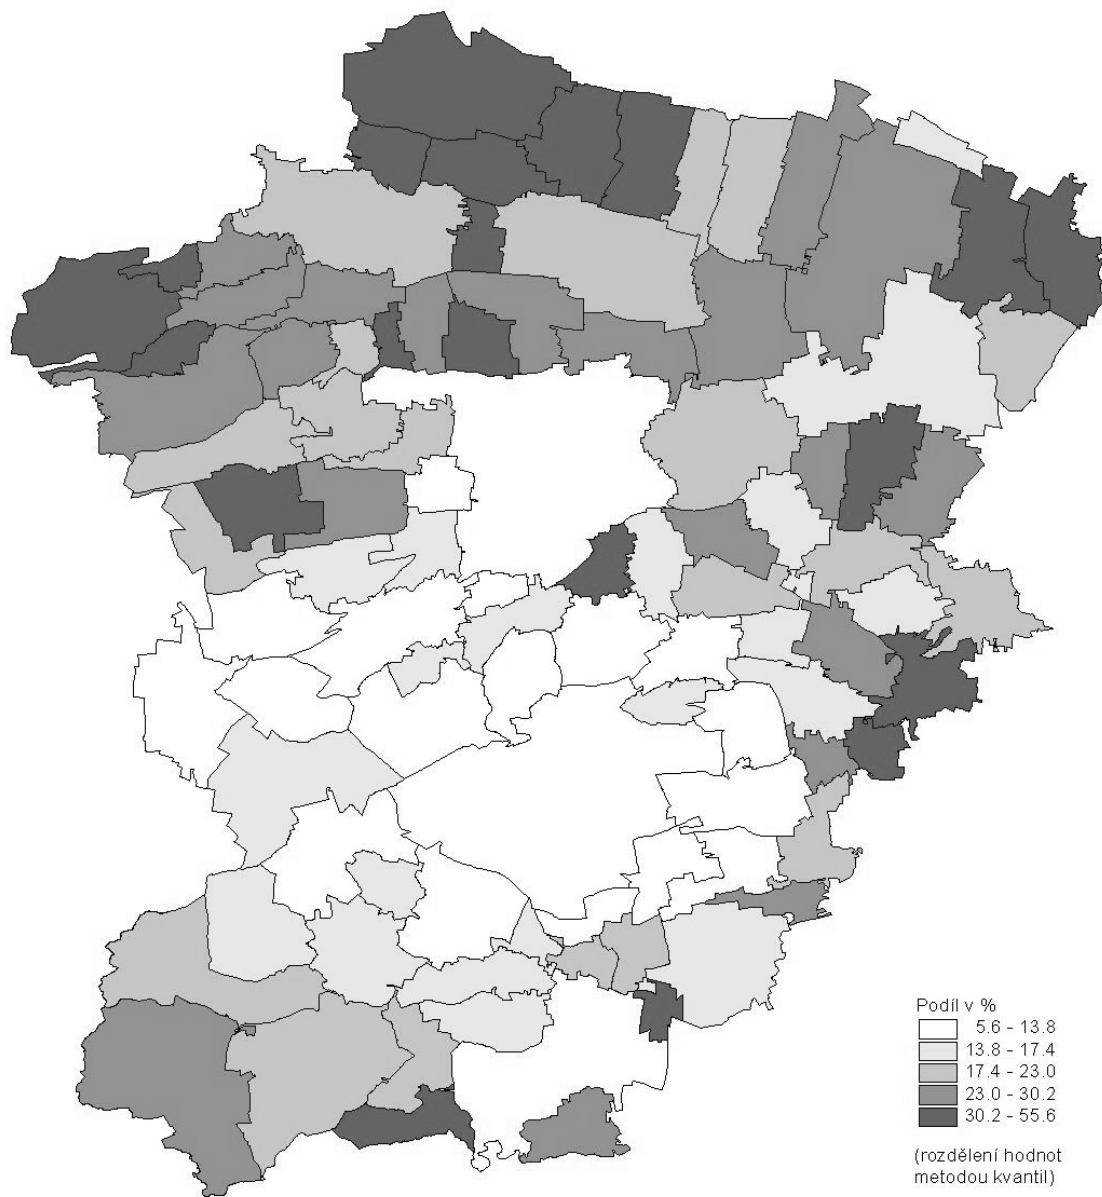 Podíl v %
5.6 - 13.8
13.8 - 17.4
17.4 - 23.0
23.0 - 30.2
30.2 - 55.6
(rozdělení hodnot
metodou kvantil)